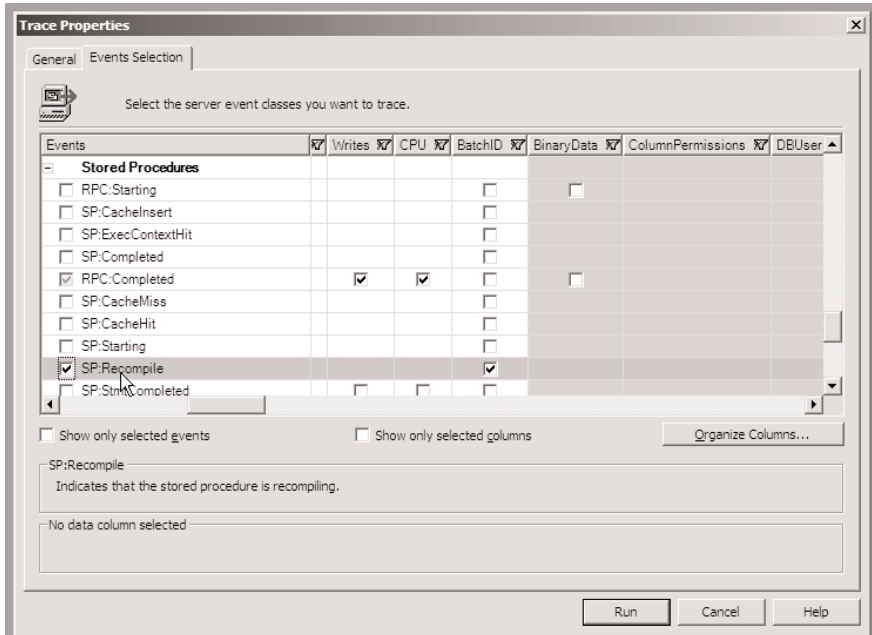 Trace Properties
General Events Selection
Select the server event classes you want to trace.
Events Writes CPU BatchID BinaryData ColumnPermissions DBUser
Stored Procedures
RPC:Starting
SP:CacheInsert
SP:ExecContextHit
SP:Completed
RPC:Completed
SP:CacheMiss
SP:CacheHit
SP:Starting
SP:Recompile
SP:StmtCompleted
Show only selected events Show only selected columns Organize Columns...
SP:Recompile
Indicates that the stored procedure is recompiling.
No data column selected
Run Cancel Help